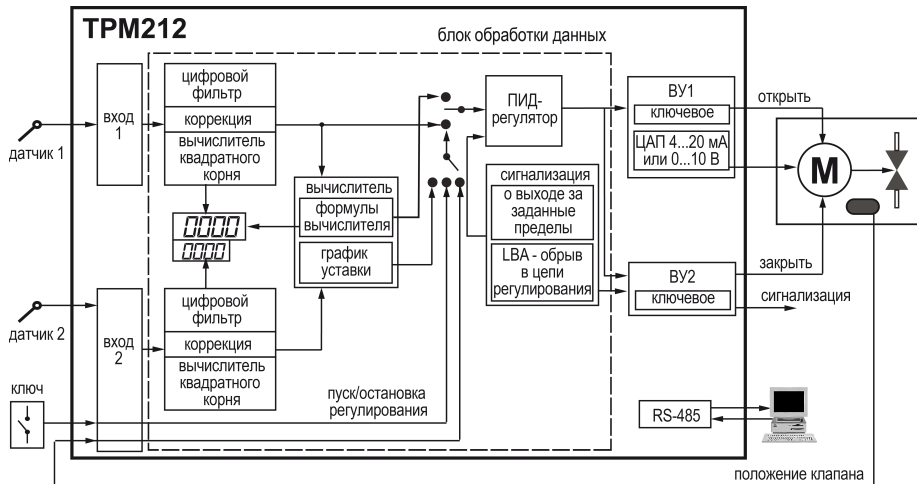 ТРМ212
блок обработки данных
датчик 1
вход
1
цифровой
фильтр
коррекция
вычислитель
квадратного
корня
0000
0000
вычислитель
формулы
вычислителя
график
уставки
ПИД-
регулятор
сигнализация
о выходе за
заданные
пределы
LBA - обрыв
в цепи
регулирования
ВУ1
ключевое
ЦАП 4...20 мА
или 0...10 В
открыть
М
закрыть
ВУ2
ключевое
сигнализация
датчик 2
вход
2
цифровой
фильтр
коррекция
вычислитель
квадратного
корня
ключ
пуск/остановка
регулирования
RS-485
положение клапана